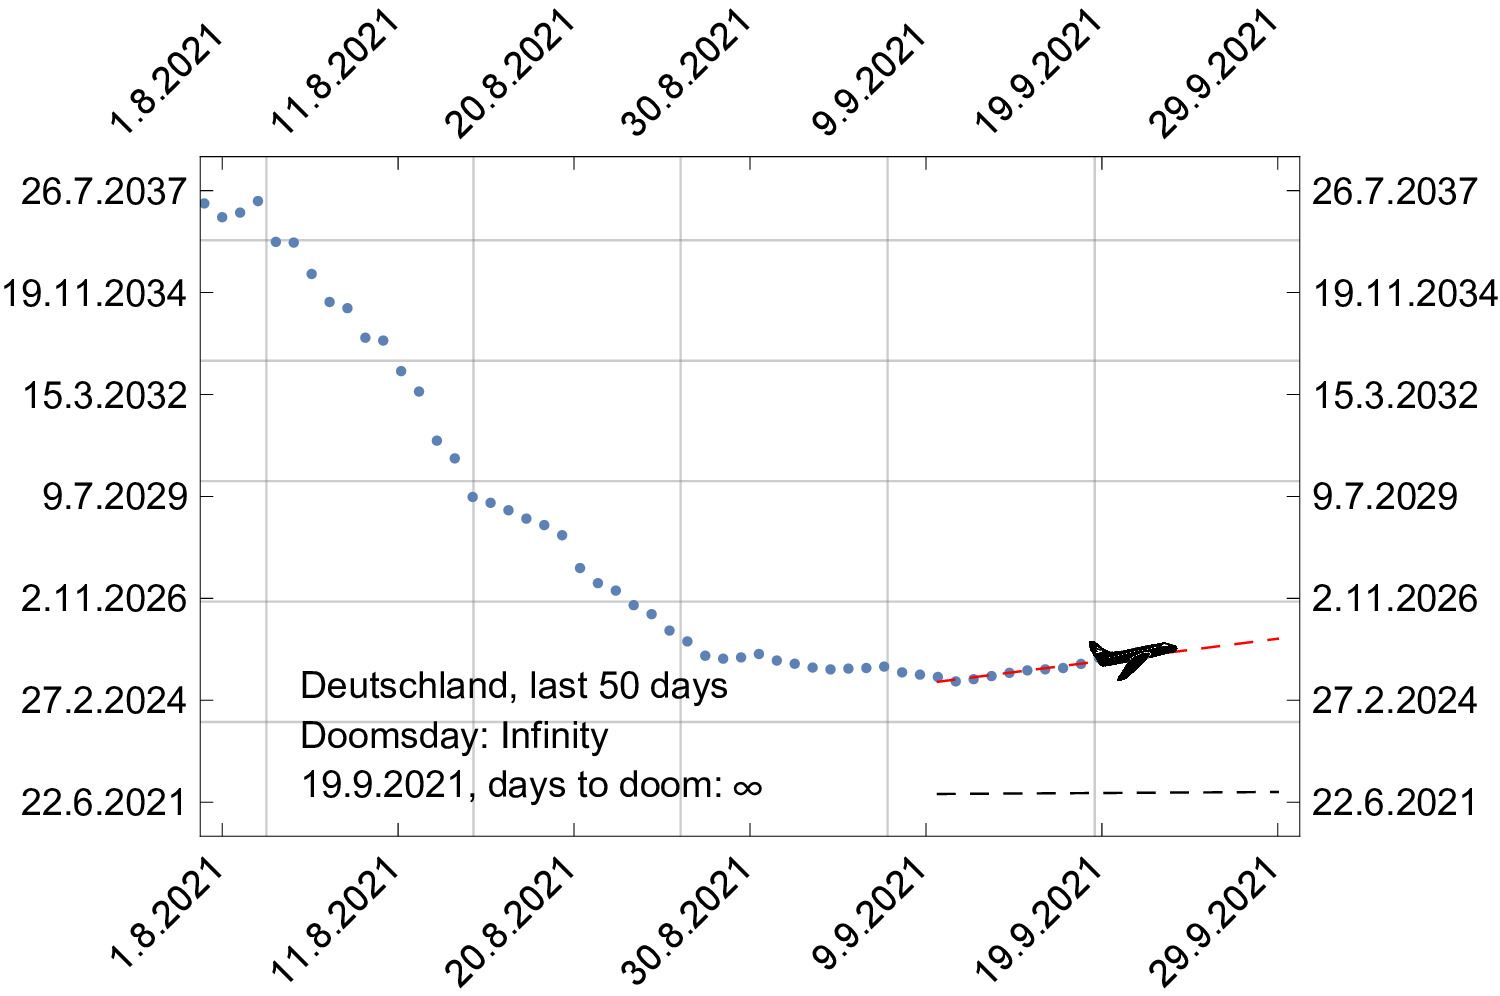 1.8.2021 11.8.2021 20.8.2021 30.8.2021 9.9.2021 19.9.2021 29.9.2021
26.7.2037 26.7.2037
19.11.2034 19.11.2034
15.3.2032 15.3.2032
9.7.2029 9.7.2029
2.11.2026 2.11.2026
Deutschland, last 50 days
27.2.2024 27.2.2024
Doomsday: Infinity
19.9.2021, days to doom: ∞
22.6.2021 22.6.2021
1.8.2021 11.8.2021 20.8.2021 30.8.2021 9.9.2021 19.9.2021 29.9.2021